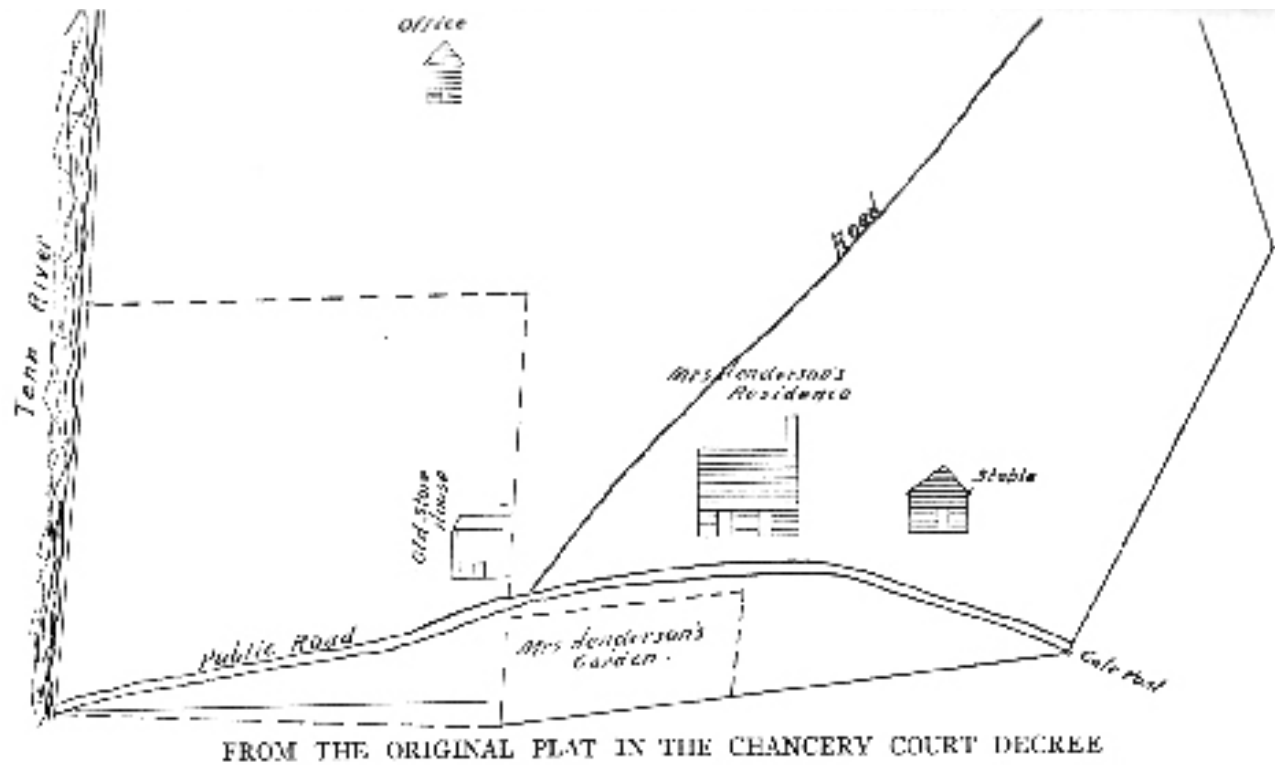 Office
Tenn River
Road
Mrs Henderson's
Residence
Old Store
House
Stable
Public Road
Mrs Henderson's
Garden.
Gate Post
FROM THE ORIGINAL PLAT IN THE CHANCERY COURT DECREE